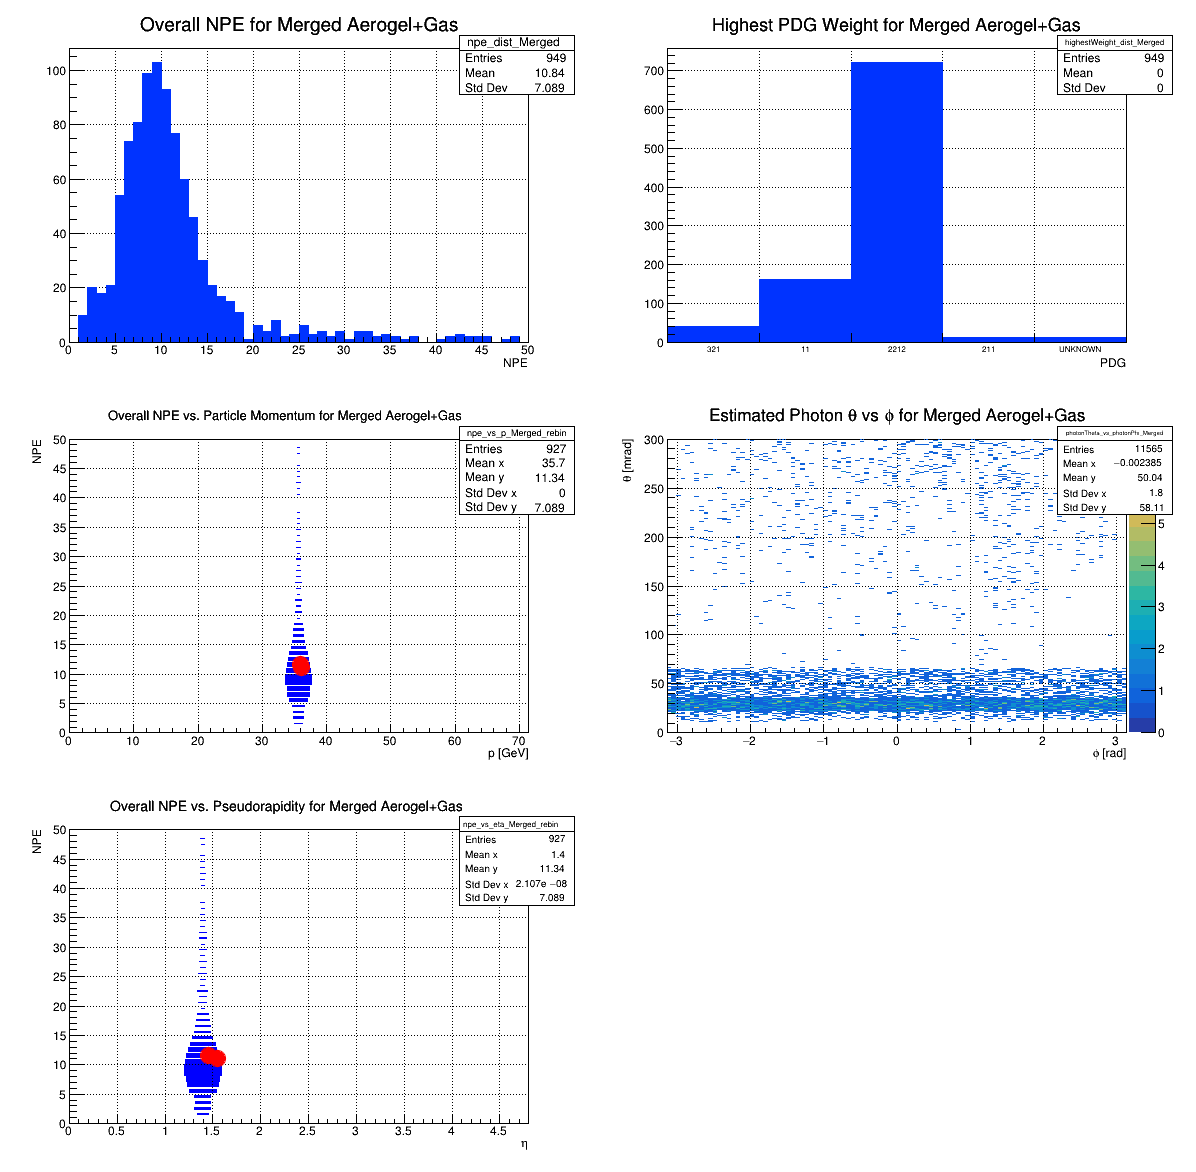 Overall NPE for Merged Aerogel+Gas
npe_dist_Merged
Entries 949
Mean 10.84
Std Dev 7.089
100
80
60
40
20
0
0 5 10 15 20 25 30 35 40 45 50
NPE
Highest PDG Weight for Merged Aerogel+Gas
highestWeight_dist_Merged
Entries 949
Mean 0
Std Dev 0
700
600
500
400
300
200
100
0
321 11 2212 211 UNKNOWN
PDG
Overall NPE vs. Particle Momentum for Merged Aerogel+Gas
npe_vs_p_Merged_rebin
Entries 927
Mean x 35.7
Mean y 11.34
Std Dev x 0
Std Dev y 7.089
NPE
50
45
40
35
30
25
20
15
10
5
0
0 10 20 30 40 50 60 70
p [GeV]
Estimated Photon θ vs ϕ for Merged Aerogel+Gas
photonTheta_vs_photonPhi_Merged
Entries 11565
Mean x −0.002385
Mean y 50.04
Std Dev x 1.8
Std Dev y 58.11
θ [mrad]
300
250
200
150
100
50
0
−3 −2 −1 0 1 2 3
ϕ [rad]
5
4
3
2
1
0
Overall NPE vs. Pseudorapidity for Merged Aerogel+Gas
npe_vs_eta_Merged_rebin
Entries 927
Mean x 1.4
Mean y 11.34
Std Dev x 2.107e −08
Std Dev y 7.089
NPE
50
45
40
35
30
25
20
15
10
5
0
0 0.5 1 1.5 2 2.5 3 3.5 4 4.5
η